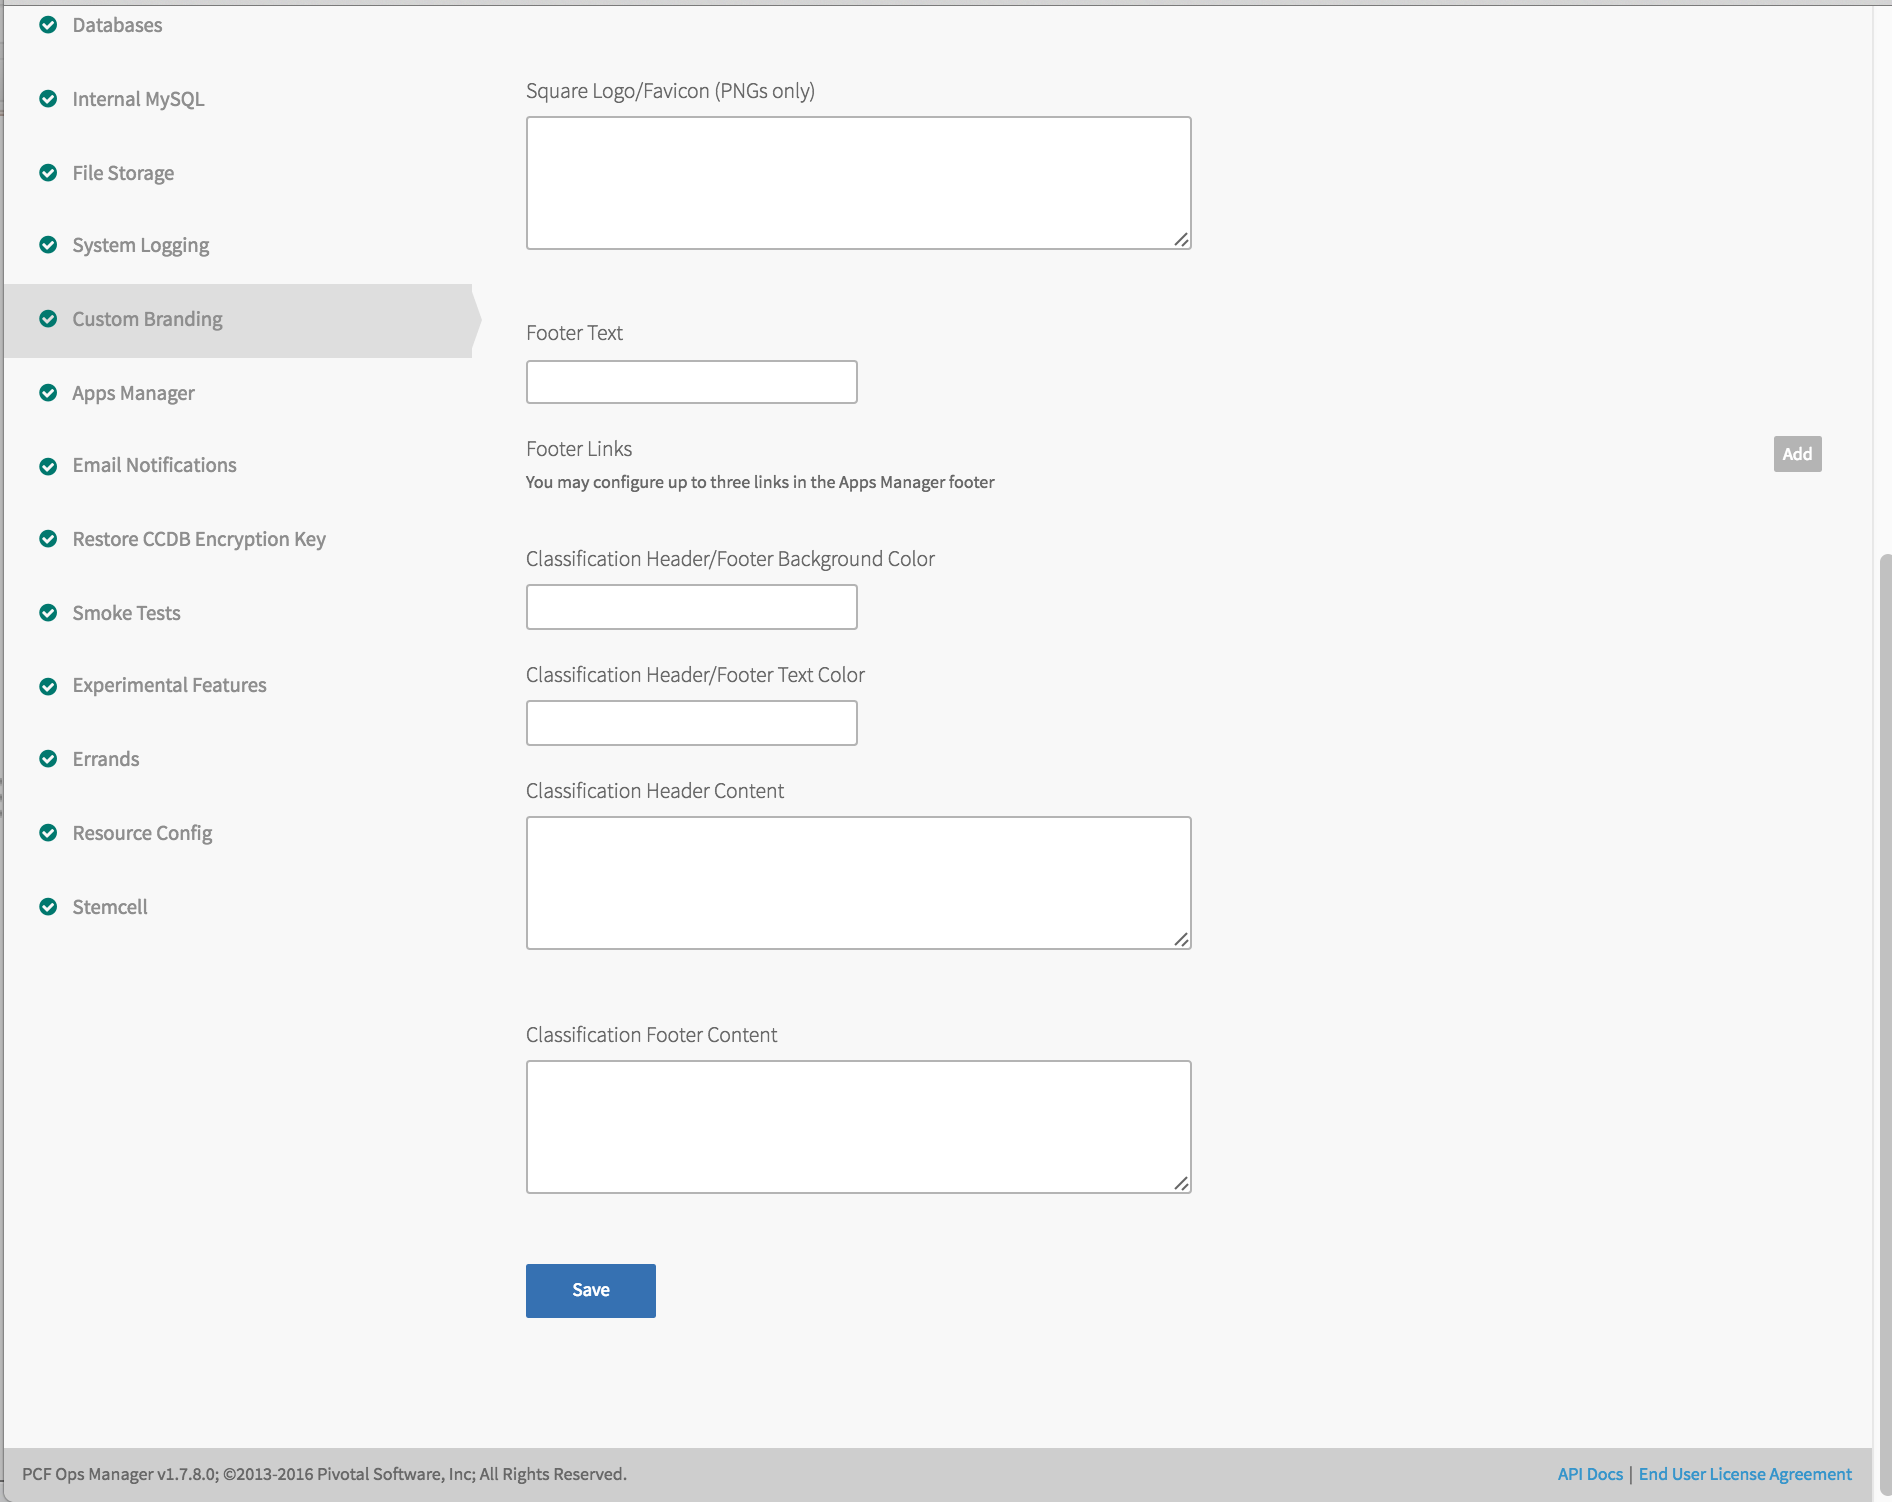 Databases
Internal MySQL
File Storage
System Logging
Custom Branding
Apps Manager
Email Notifications
Restore CCDB Encryption Key
Smoke Tests
Experimental Features
Errands
Resource Config
Stemcell
Square Logo/Favicon (PNGs only)
Footer Text
Footer Links
Add
You may configure up to three links in the Apps Manager footer
Classification Header/Footer Background Color
Classification Header/Footer Text Color
Classification Header Content
Classification Footer Content
Save
PCF Ops Manager v1.7.8.0; ©2013-2016 Pivotal Software, Inc; All Rights Reserved.
API Docs | End User License Agreement